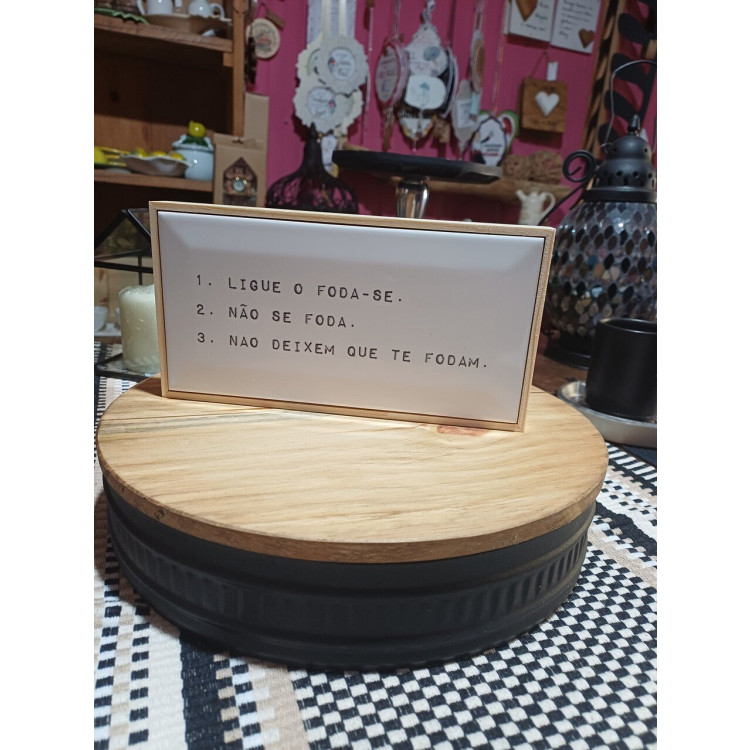 1. LIGUE O FODA-SE.
2. NÃO SE FODA.
3. NAO DEIXEM QUE TE FODAM.